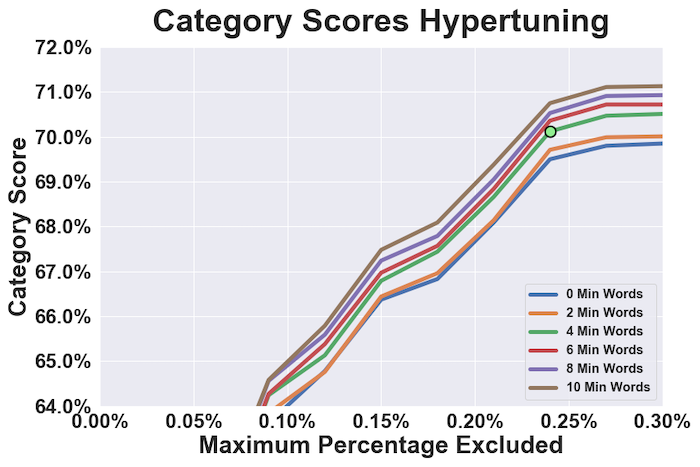 Category Scores Hypertuning
72.0%
71.0%
70.0%
69.0%
68.0%
67.0%
66.0%
65.0%
64.0%
Category Score
0 Min Words
2 Min Words
4 Min Words
6 Min Words
8 Min Words
10 Min Words
0.00% 0.05% 0.10% 0.15% 0.20% 0.25% 0.30%
Maximum Percentage Excluded